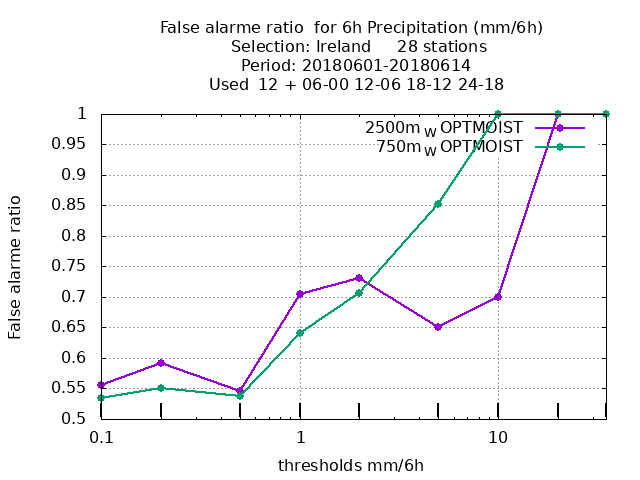 False alarme ratio  for 6h Precipitation (mm/6h)
Selection: Ireland     28 stations
Period: 20180601-20180614
Used  12 + 06-00 12-06 18-12 24-18
2500m_W OPTMOIST
750m_W OPTMOIST
1
0.95
0.9
0.85
0.8
0.75
0.7
0.65
0.6
0.55
0.5
0.1 1 10
False alarme ratio
thresholds mm/6h